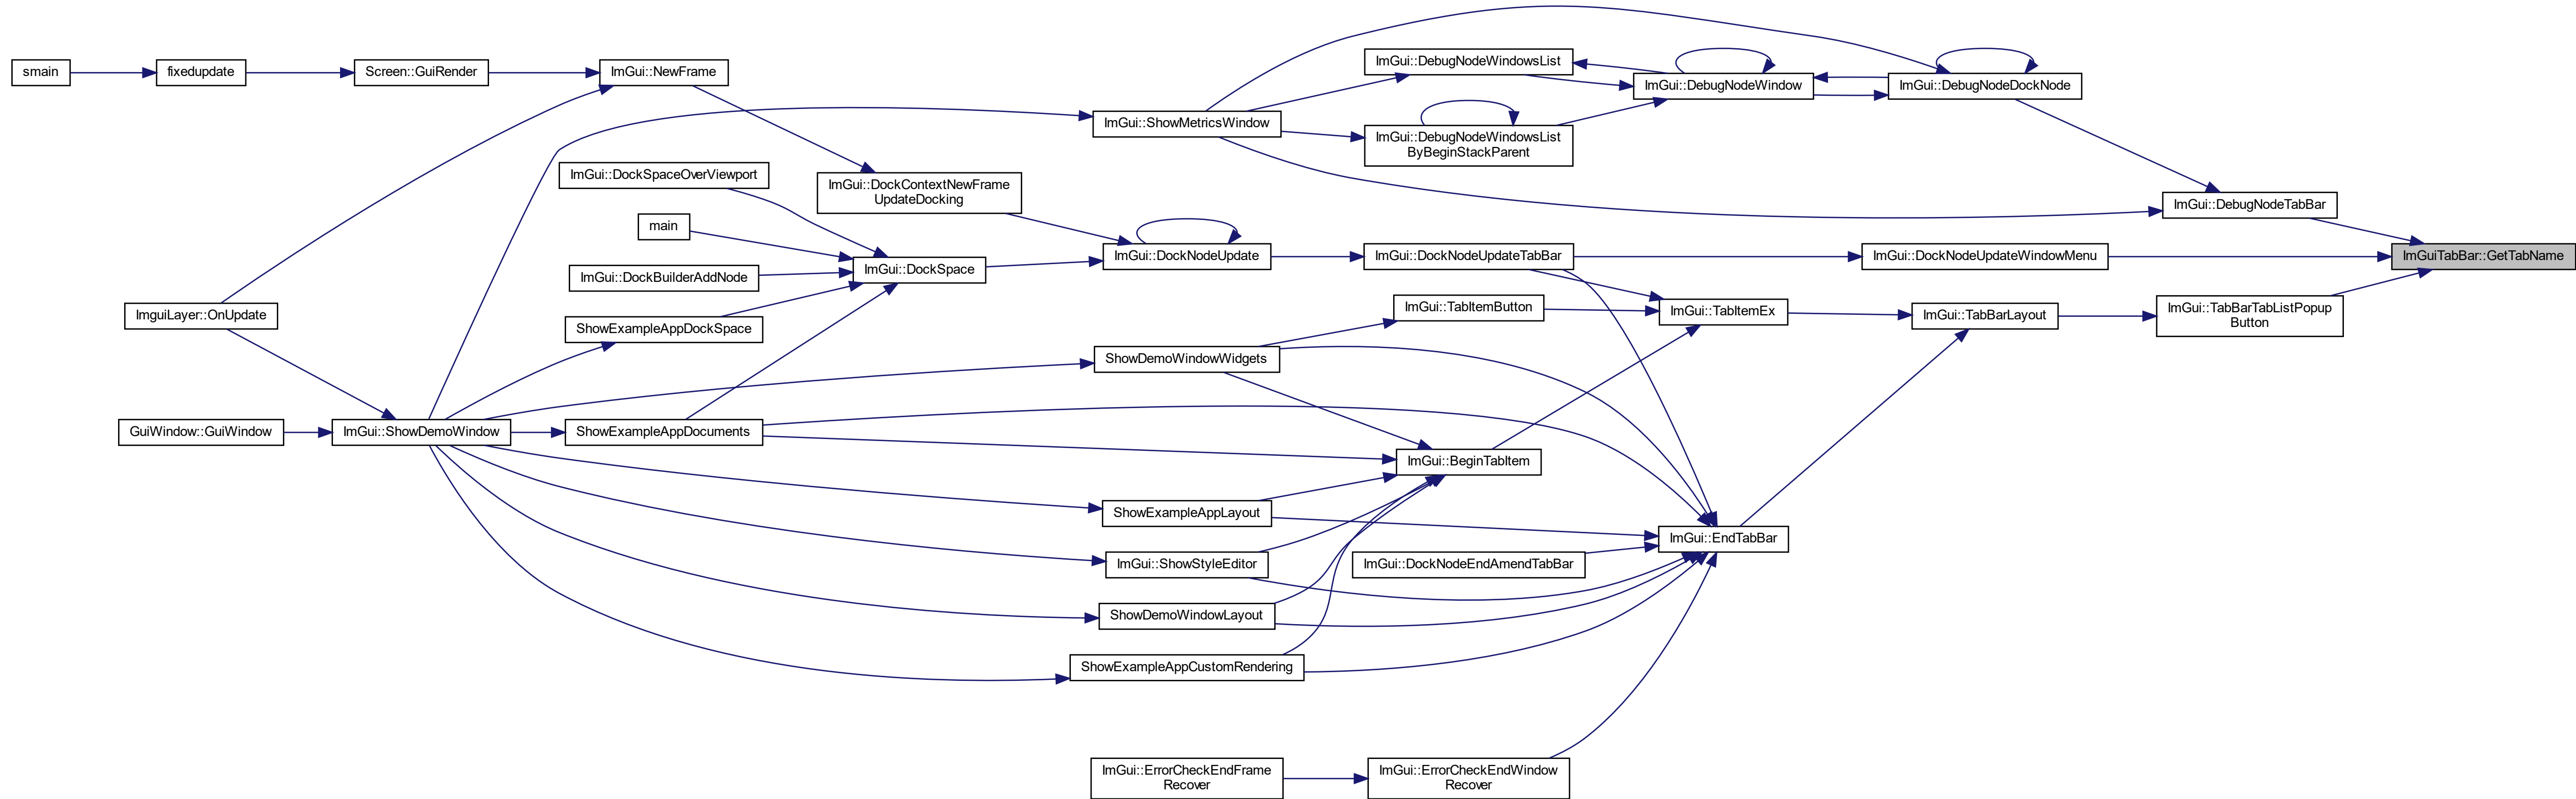 smain
fixedupdate
Screen::GuiRender
ImGui::NewFrame
ImGui::ShowMetricsWindow
ImGui::DebugNodeWindowsList
ImGui::DebugNodeWindow
ImGui::DebugNodeDockNode
ImGui::DebugNodeWindowsList
ByBeginStackParent
ImGui::DockSpaceOverViewport
ImGui::DockContextNewFrame
UpdateDocking
ImGui::DebugNodeTabBar
main
ImGui::DockBuilderAddNode
ImGui::DockSpace
ImGui::DockNodeUpdate
ImGui::DockNodeUpdateTabBar
ImGui::DockNodeUpdateWindowMenu
ImGuiTabBar::GetTabName
ImguiLayer::OnUpdate
ShowExampleAppDockSpace
ImGui::TabItemButton
ImGui::TabItemEx
ImGui::TabBarLayout
ImGui::TabBarTabListPopup
Button
ShowDemoWindowWidgets
GuiWindow::GuiWindow
ImGui::ShowDemoWindow
ShowExampleAppDocuments
ImGui::BeginTabItem
ShowExampleAppLayout
ImGui::EndTabBar
ImGui::ShowStyleEditor
ImGui::DockNodeEndAmendTabBar
ShowDemoWindowLayout
ShowExampleAppCustomRendering
ImGui::ErrorCheckEndFrame
Recover
ImGui::ErrorCheckEndWindow
Recover